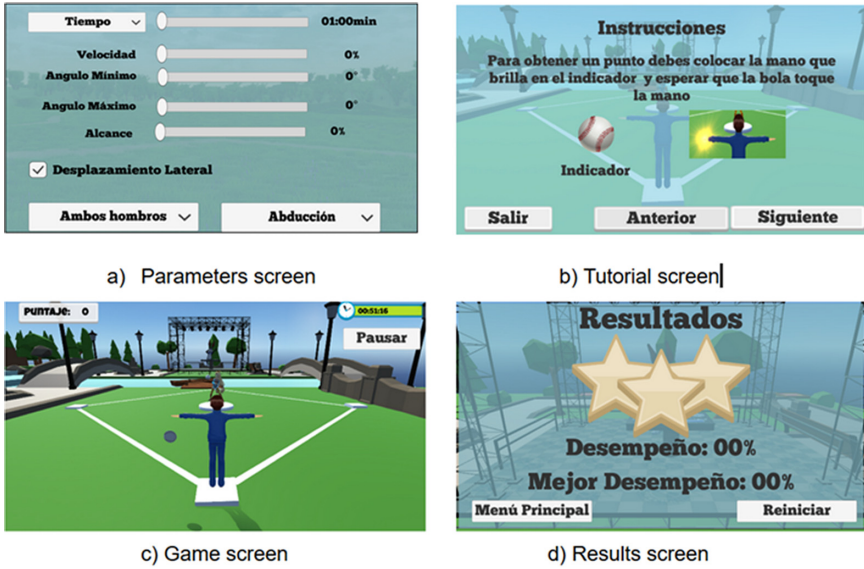 Tiempo 01:00min
Velocidad 0%
Angulo Mínimo 0°
Angulo Máximo 0°
Alcance 0%
Desplazamiento Lateral
Ambos hombros Abducción
a) Parameters screen
Instrucciones
Para obtener un punto debes colocar la mano que
brilla en el indicador y esperar que la bola toque
la mano
Indicador
Salir Anterior Siguiente
b) Tutorial screen
PUNTAJE: 0 00:51:16
Pausar
c) Game screen
Resultados
Desempeño: 00%
Mejor Desempeño: 00%
Menú Principal Reiniciar
d) Results screen